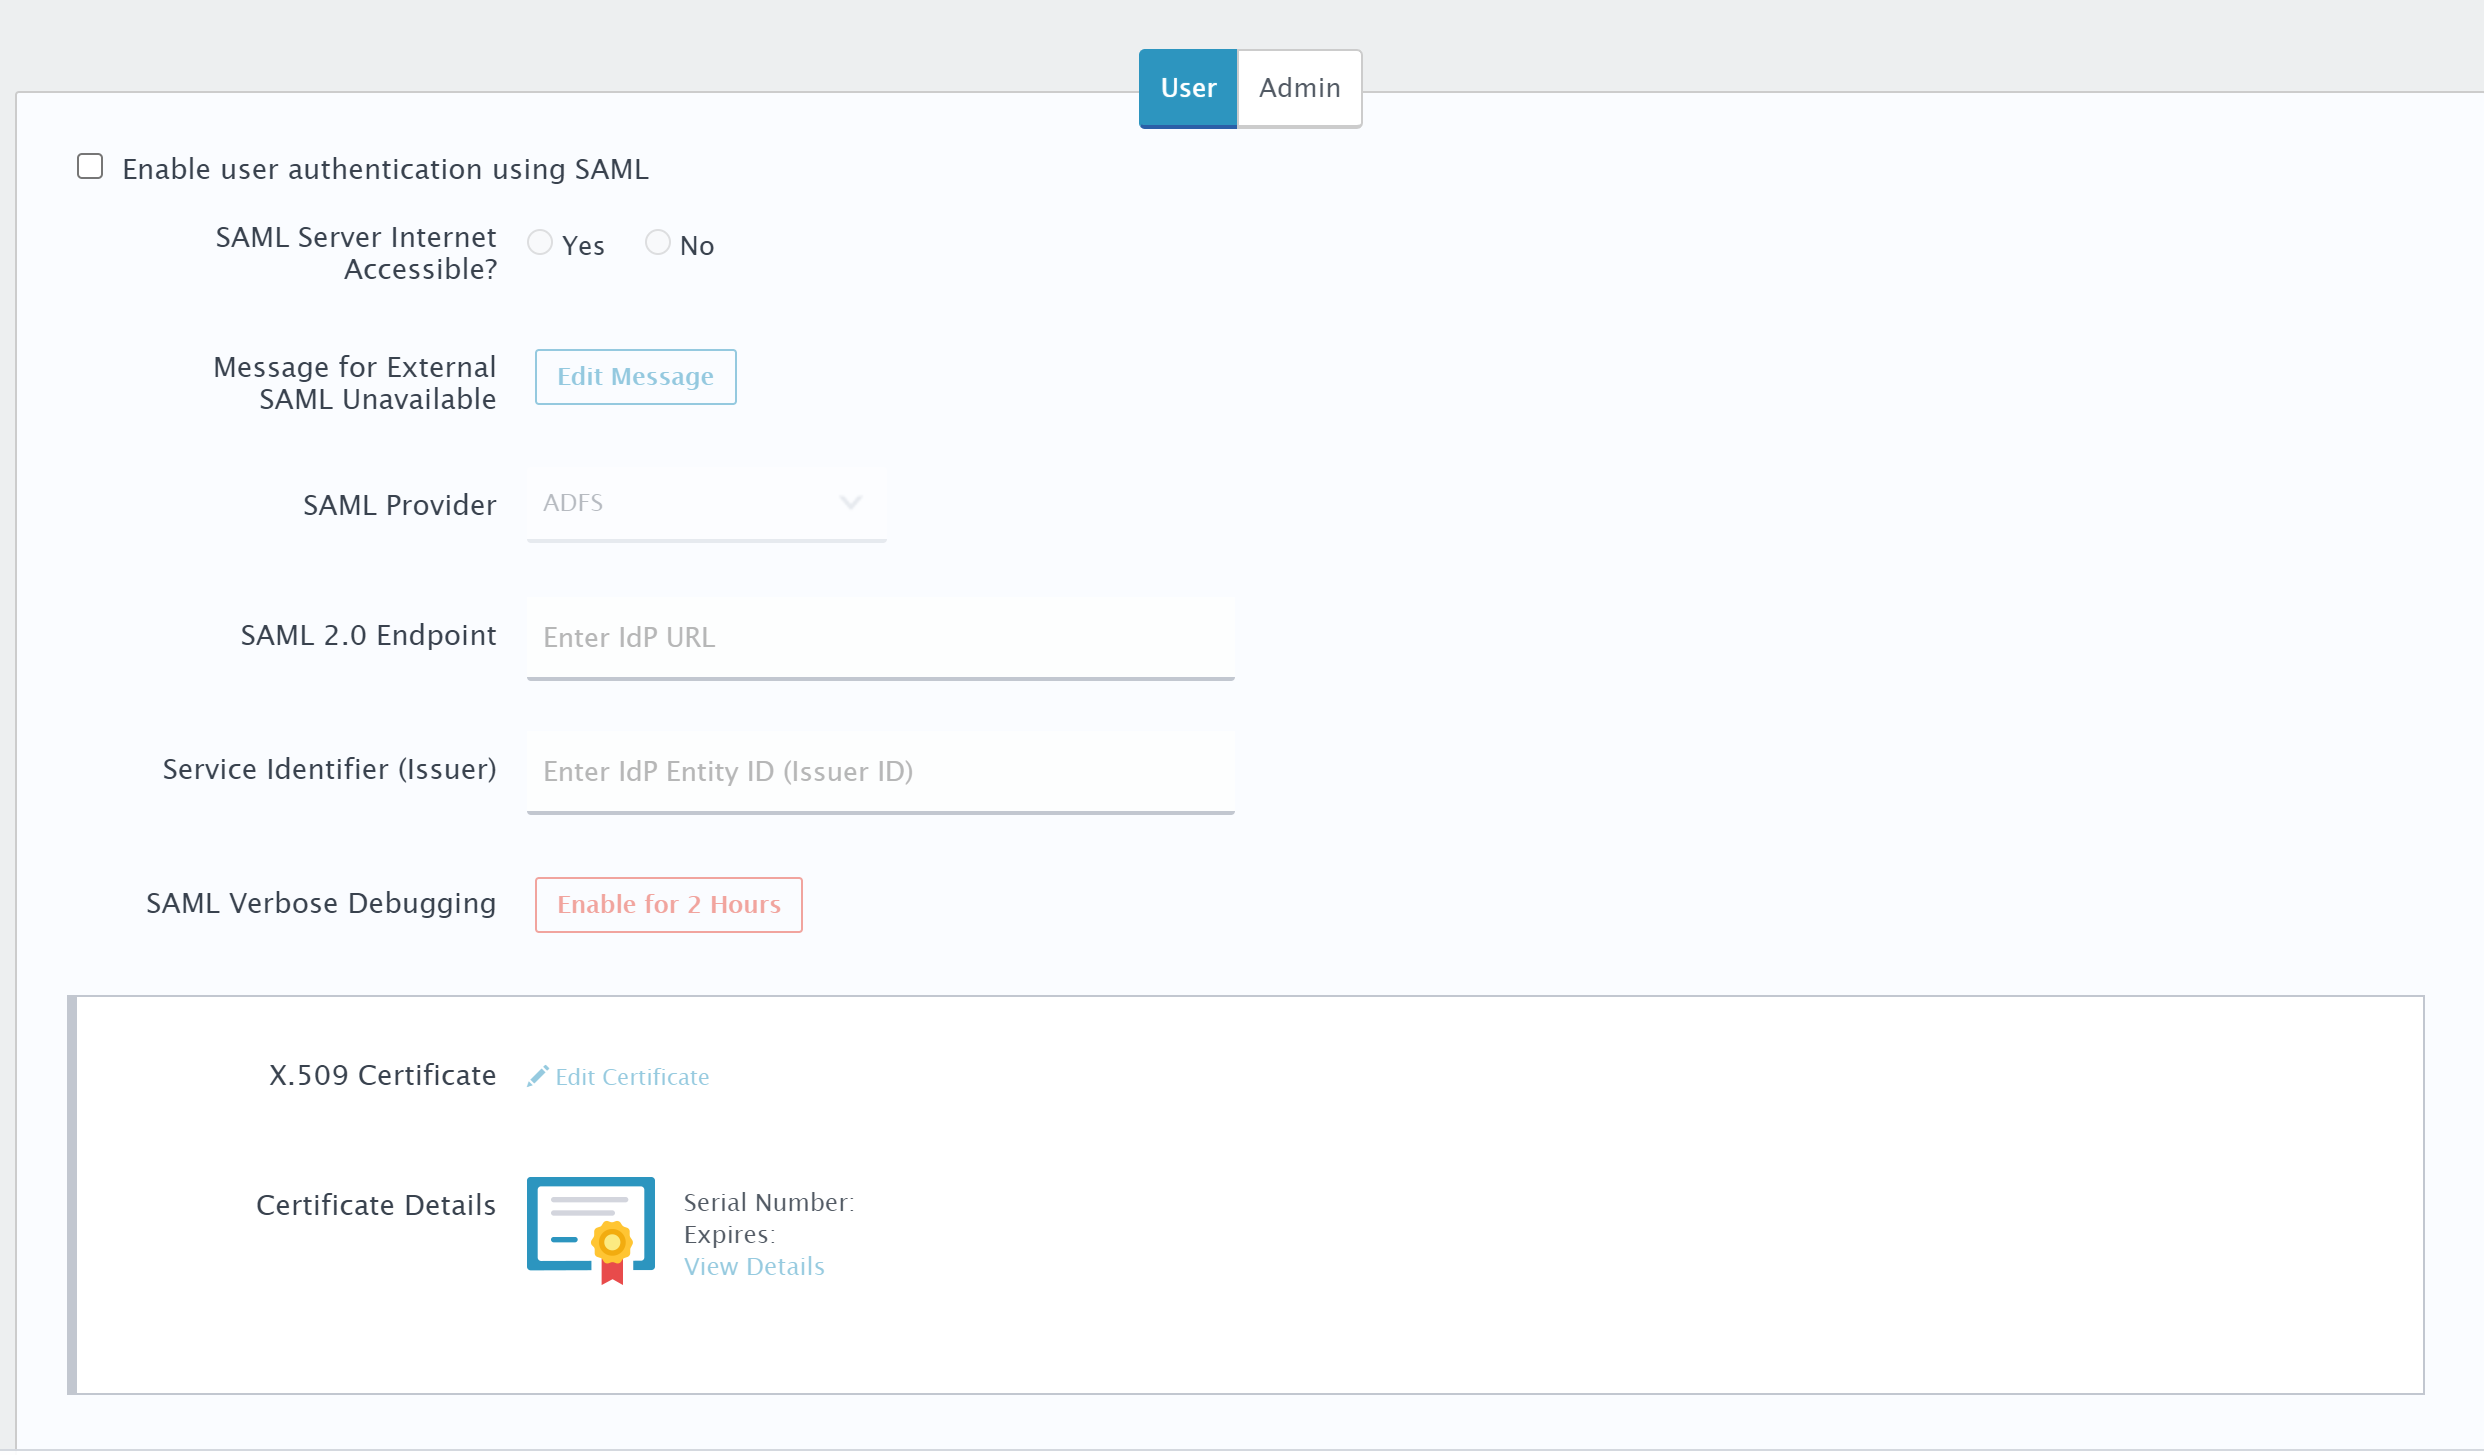 User
Admin
Enable user authentication using SAML
SAML Server Internet
Accessible?
Yes
No
Message for External
SAML Unavailable
Edit Message
SAML Provider
ADFS
SAML 2.0 Endpoint
Enter IdP URL
Service Identifier (Issuer)
Enter IdP Entity ID (Issuer ID)
SAML Verbose Debugging
Enable for 2 Hours
X.509 Certificate
Edit Certificate
Certificate Details
Serial Number:
Expires:
View Details